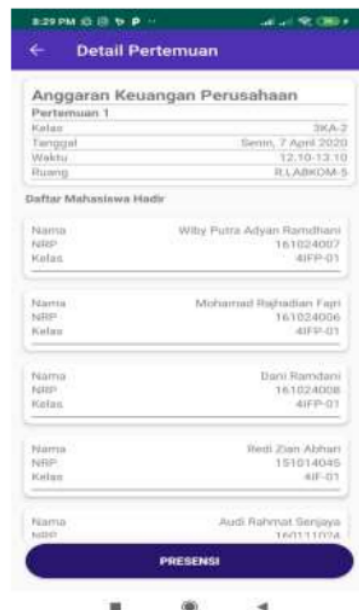 8:29 PM
Detail Pertemuan
Anggaran Keuangan Perusahaan
Pertemuan 1
Kelas 3KA-2
Tanggal Senin, 7 April 2020
Waktu 12.10-13.10
Ruang R.LABKOM-5
Daftar Mahasiswa Hadir
Nama Wiby Putra Adyan Ramdhani
NRP 161024007
Kelas 4IFP-01
Nama Mohamad Rajhadian Fajri
NRP 161024006
Kelas 4IFP-01
Nama Dani Ramdani
NRP 161024008
Kelas 4IFP-01
Nama Redi Zian Abhari
NRP 151014045
Kelas 4IF-01
Nama Audi Rahmat Senjaya
NRP 160111024
PRESENSI